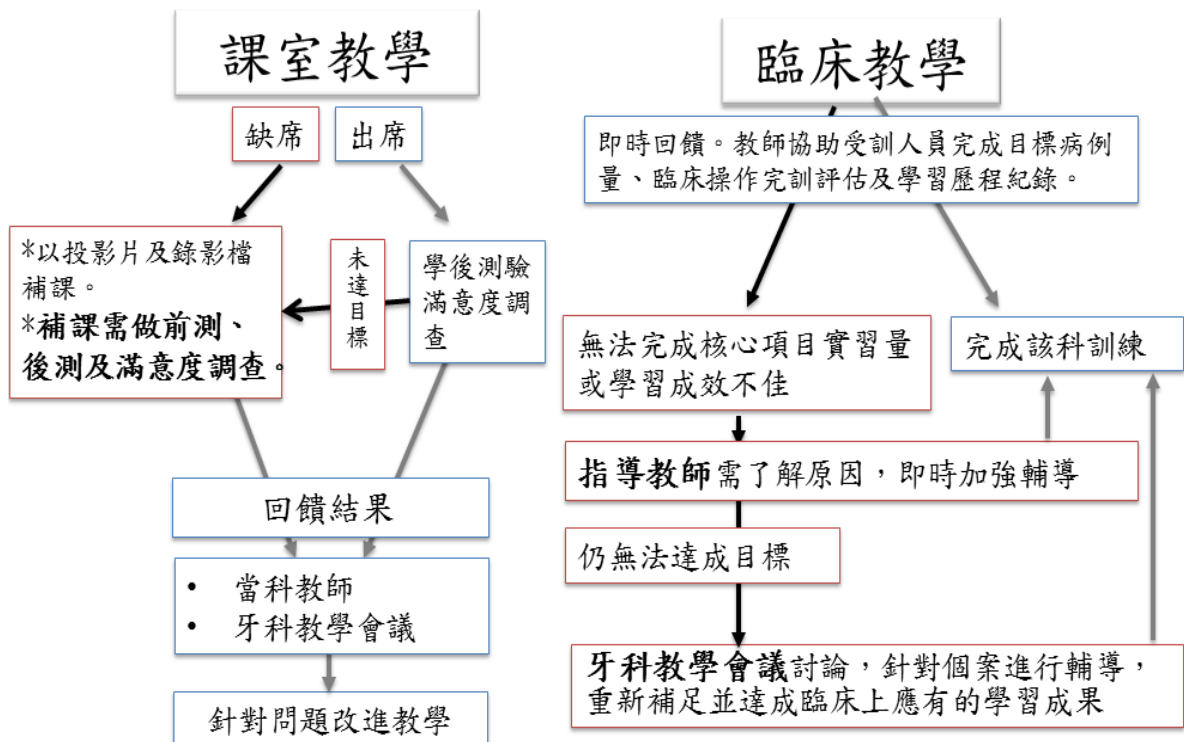 課室教學
缺席
出席
*以投影片及錄影檔
補課。
*補課需做前測、
後測及滿意度調查。
未達目標
學後測驗
滿意度調
查
回饋結果
• 當科教師
• 牙科教學會議
針對問題改進教學
臨床教學
即時回饋。教師協助受訓人員完成目標病例
量、臨床操作完訓評估及學習歷程紀錄。
無法完成核心項目實習量
或學習成效不佳
完成該科訓練
指導教師需了解原因，即時加強輔導
仍無法達成目標
牙科教學會議討論，針對個案進行輔導，
重新補足並達成臨床上應有的學習成果